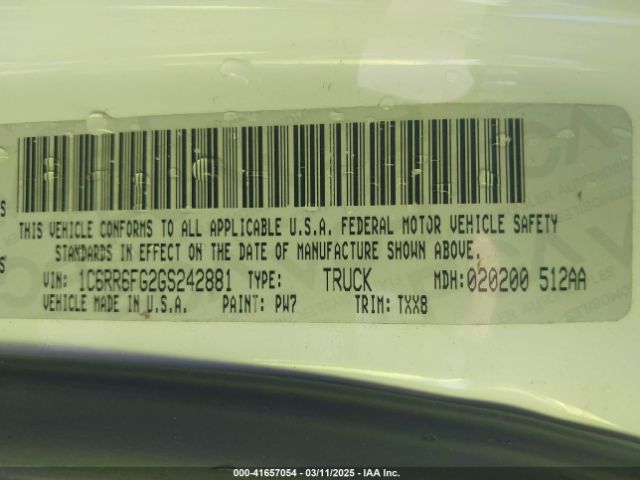 THIS VEHICLE CONFORMS TO ALL APPLICABLE U.S.A. FEDERAL MOTOR VEHICLE SAFETY
STANDARDS IN EFFECT ON THE DATE OF MANUFACTURE SHOWN ABOVE.
VIN: 1C6RR6FG2GS242881 TYPE: TRUCK MDH: 020200 512AA
VEHICLE MADE IN U.S.A. PAINT: PW7 TRIM: TXX8
000-41657054 - 03/11/2025 - IAA Inc.